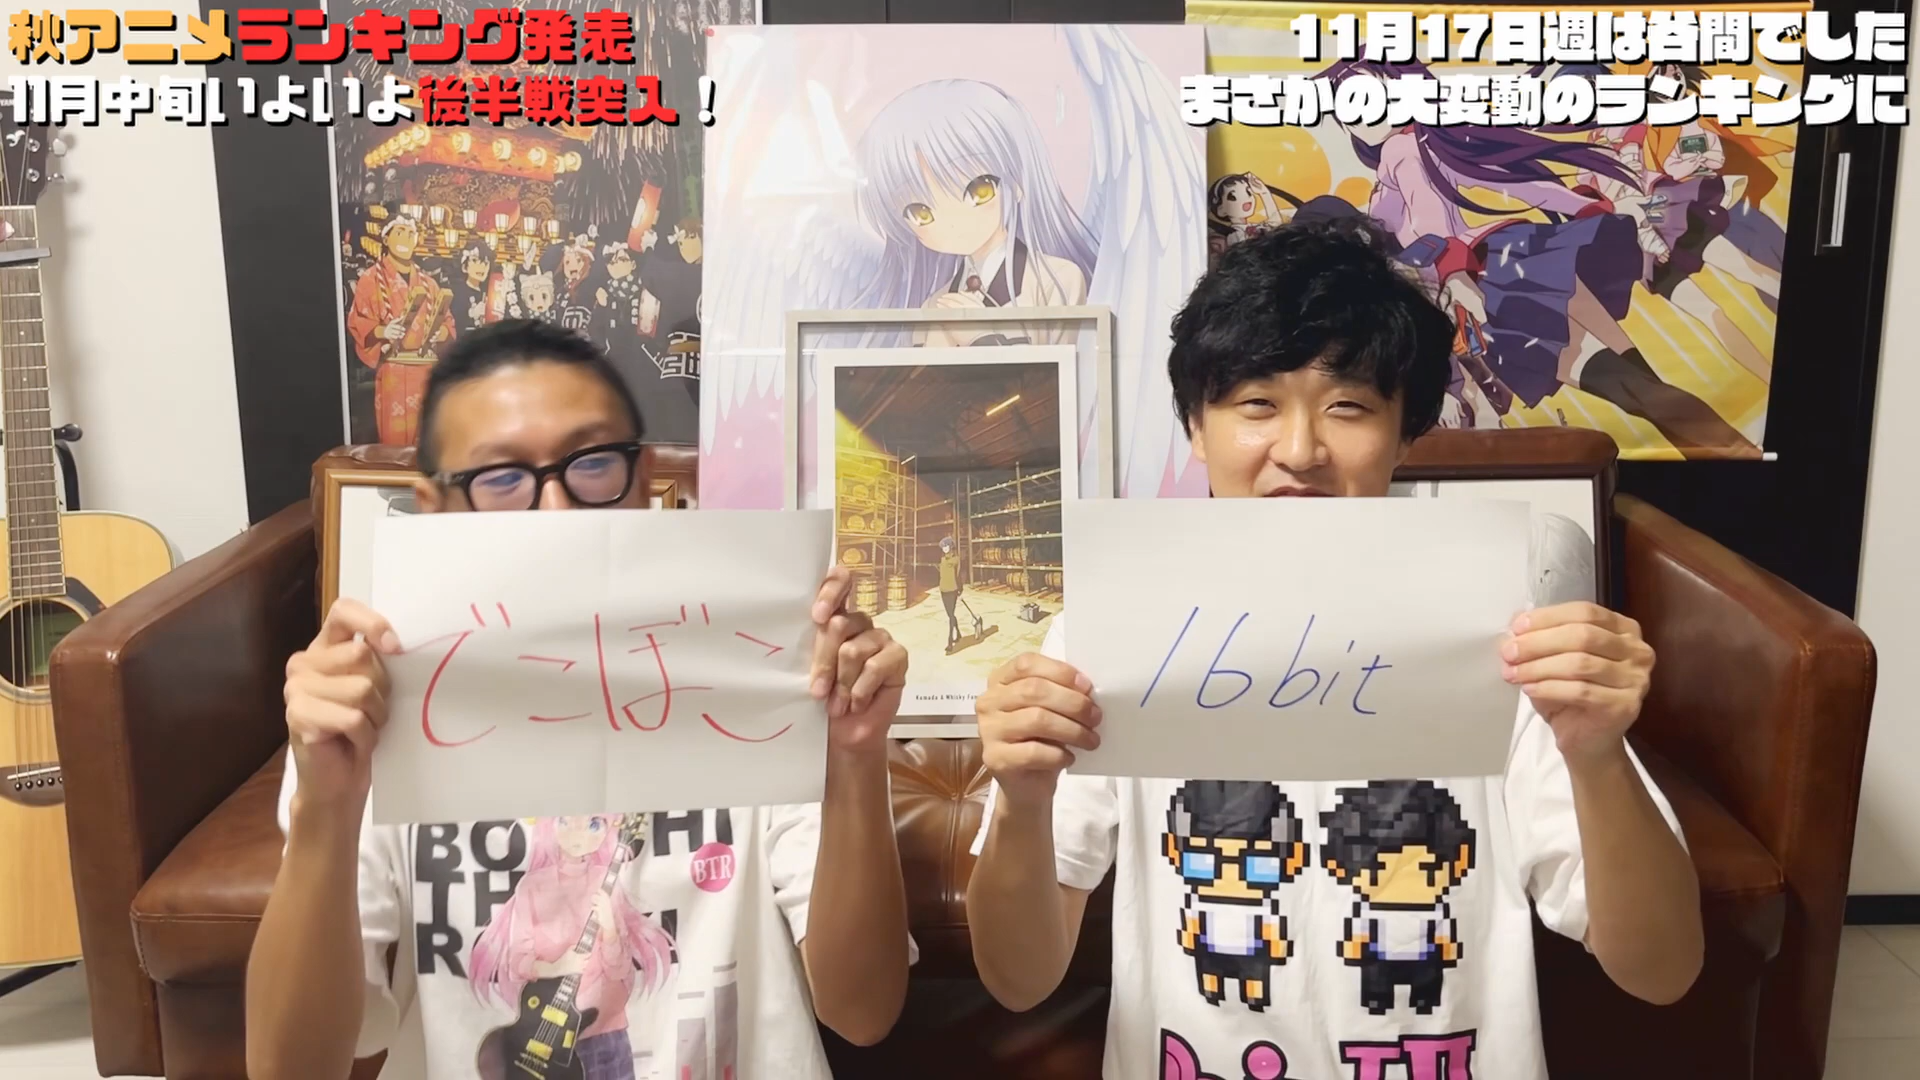 秋アニメランキング発表
11月中旬いよいよ後半戦突入！
11月17日週は谷間でした
まさかの大変動のランキングに
でこぼこ
16bit
BTR